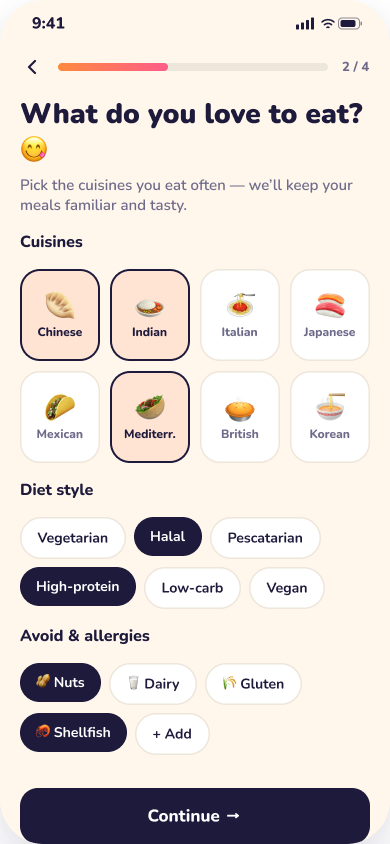 9:41
2 / 4
What do you love to eat?
😋
Pick the cuisines you eat often — we'll keep your
meals familiar and tasty.
Cuisines
Chinese Indian Italian Japanese
Mexican Mediterr. British Korean
Diet style
Vegetarian Halal Pescatarian
High-protein Low-carb Vegan
Avoid & allergies
Nuts Dairy Gluten
Shellfish + Add
Continue →